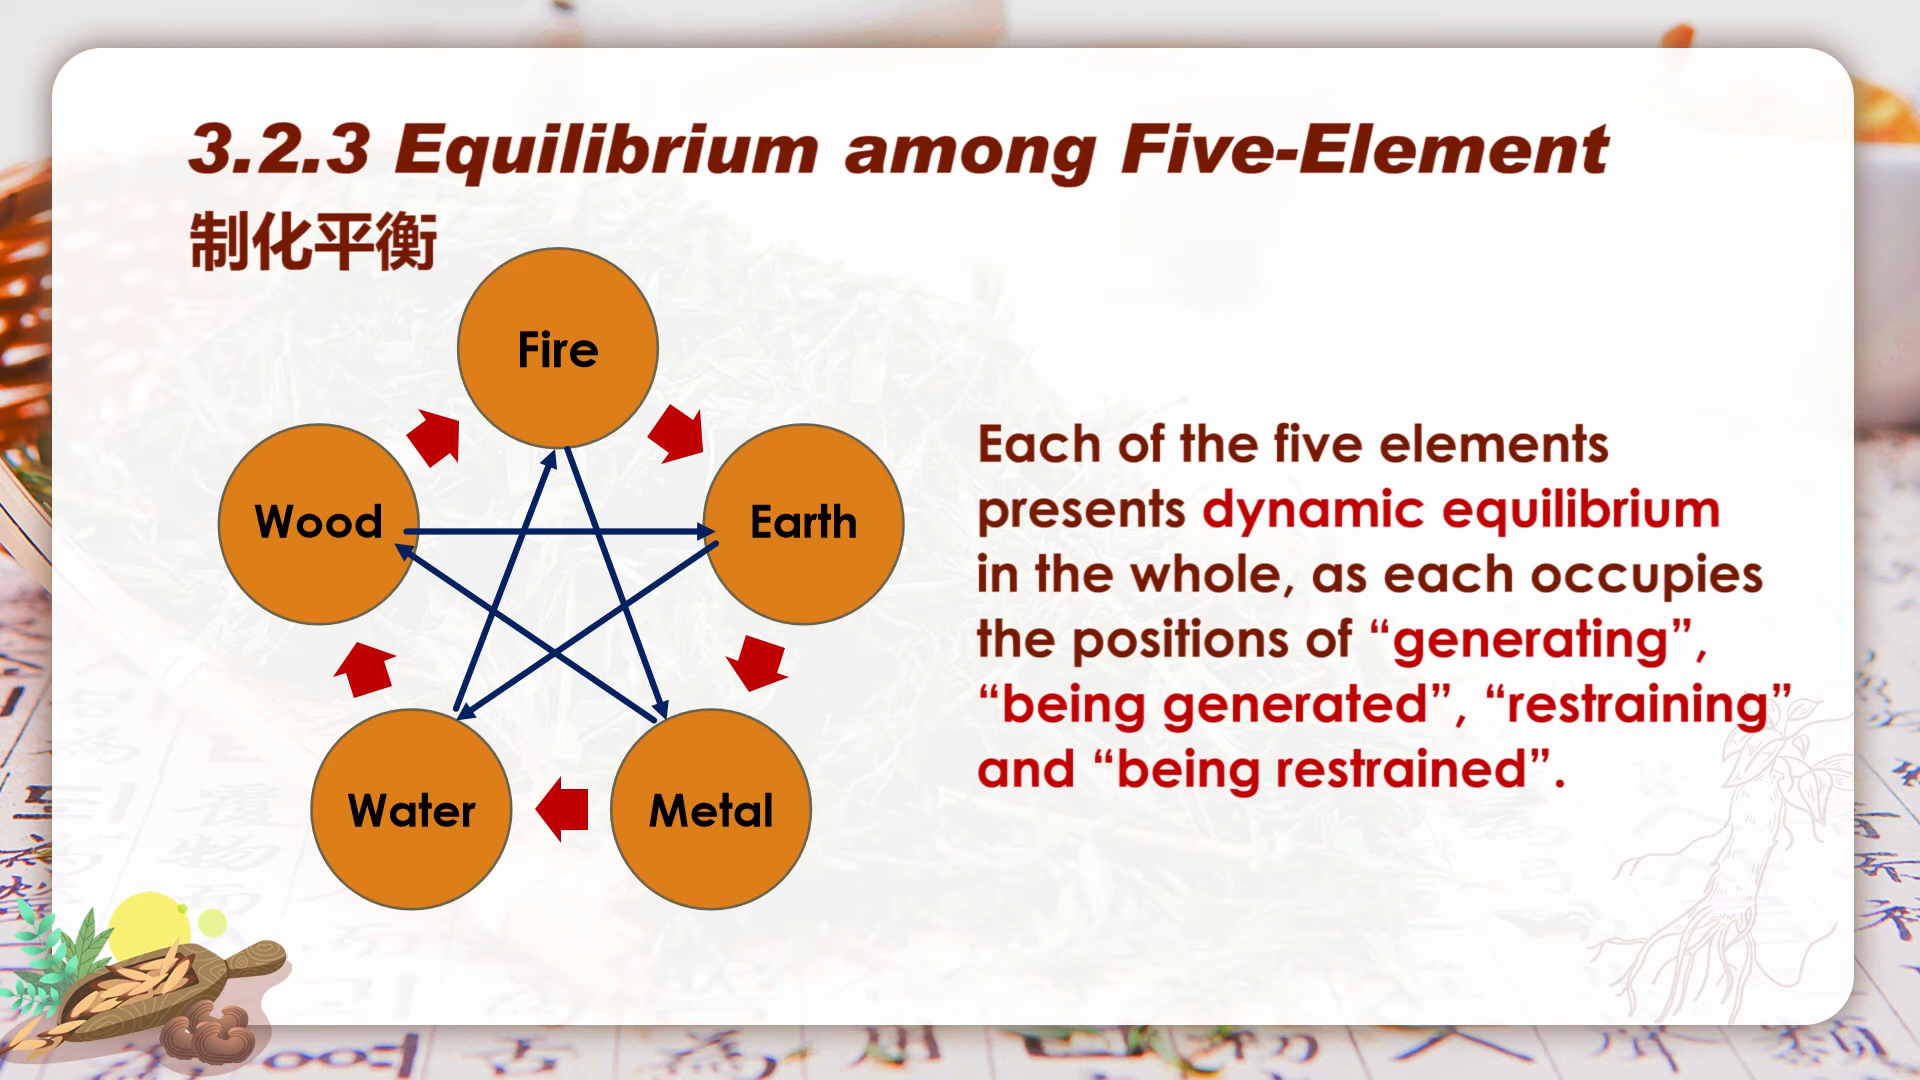 3.2.3 Equilibrium among Five-Element
制化平衡
Fire
Wood
Earth
Water
Metal
Each of the five elements
presents dynamic equilibrium
in the whole, as each occupies
the positions of “generating”,
“being generated”, “restraining”
and “being restrained”.